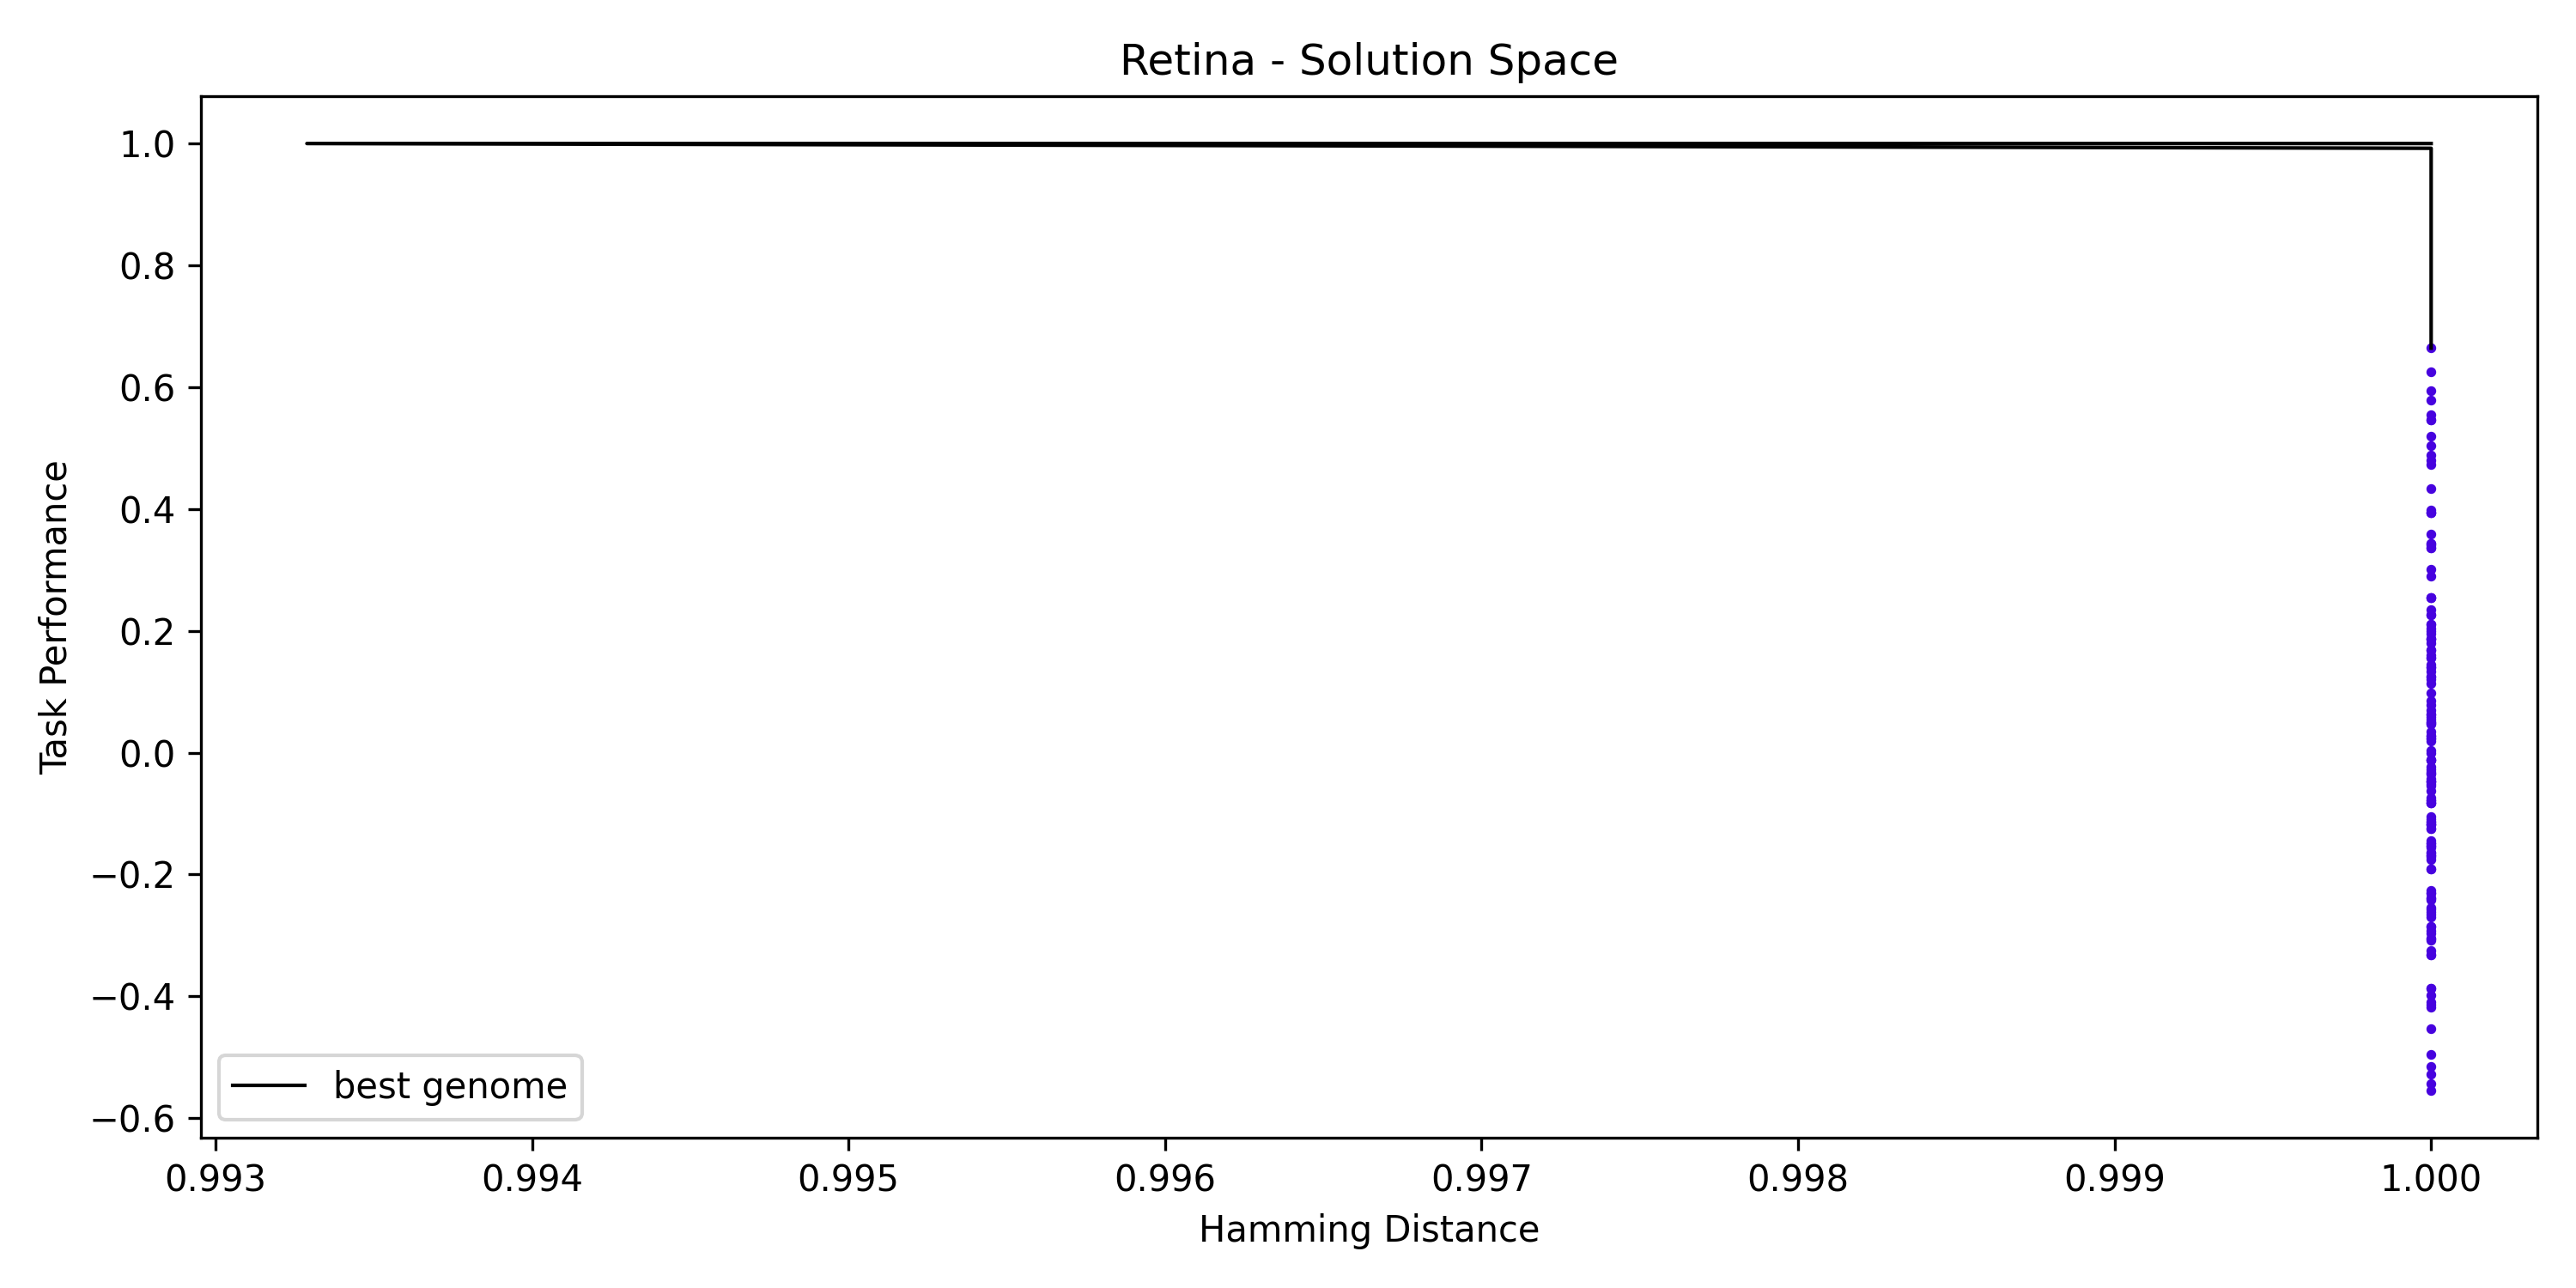 Retina - Solution Space
Task Performance
1.0
0.8
0.6
0.4
0.2
0.0
−0.2
−0.4
−0.6
best genome
0.993 0.994 0.995 0.996 0.997 0.998 0.999 1.000
Hamming Distance